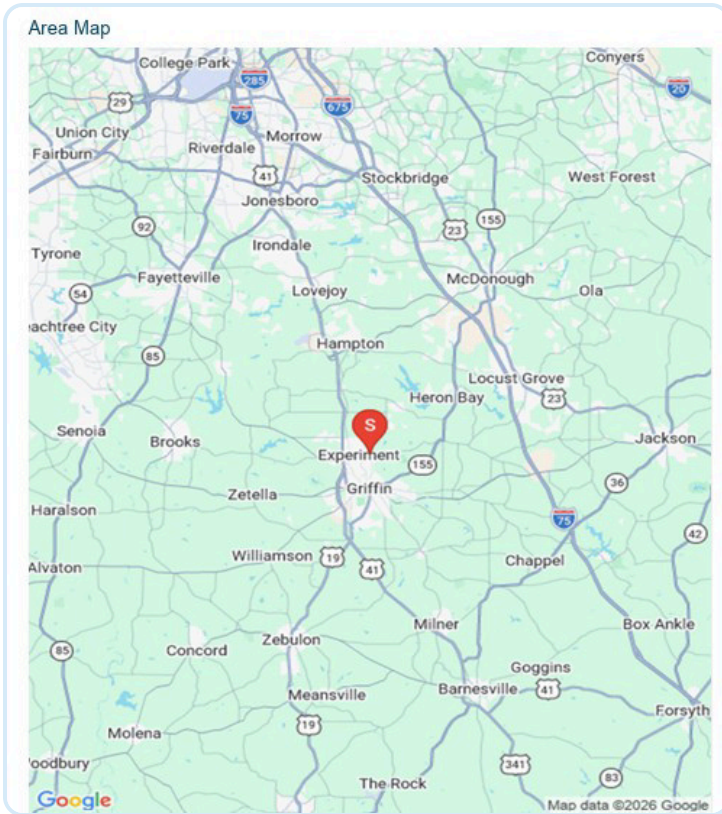 Area Map
College Park
Conyers
285
20
29
75
675
Union City
Morrow
Riverdale
Fairburn
41
Stockbridge
West Forest
Jonesboro
92
23
155
Irondale
Tyrone
Fayetteville
McDonough
54
Lovejoy
Ola
eachtree City
Hampton
85
Locust Grove
Heron Bay
23
S
Senoia
Brooks
Jackson
Experiment
155
36
Griffin
Zetella
Haralson
75
42
Williamson
19
Chappel
Alvaton
41
Milner
Box Ankle
85
Concord
Zebulon
Goggins
Barnesville
41
Meansville
Forsyth
19
Molena
oodbury
341
83
The Rock
Google
Map data ©2026 Google